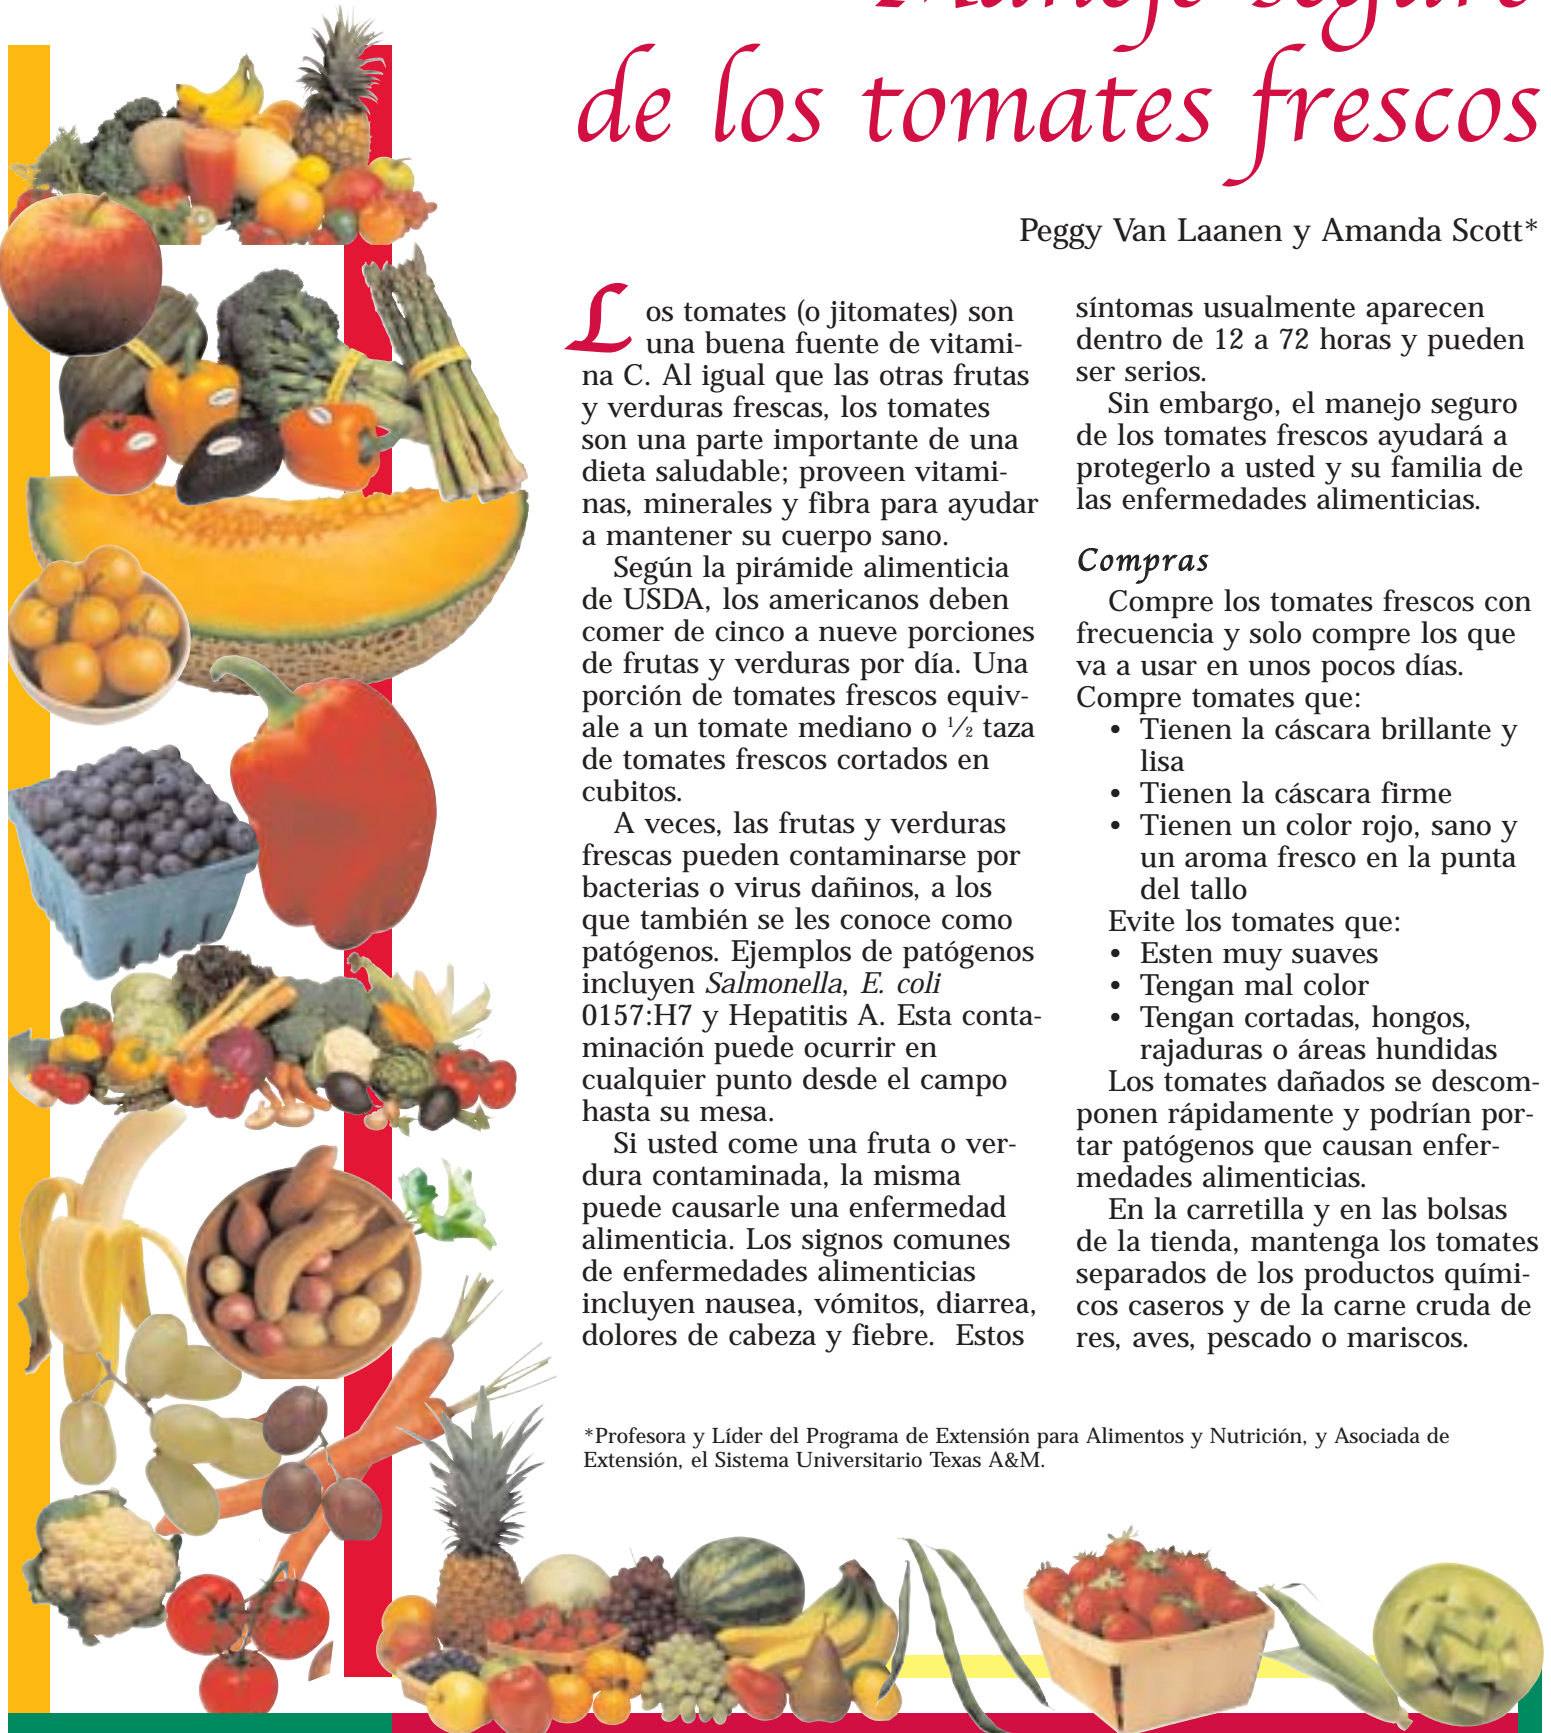 Manejo seguro
de los tomates frescos
Peggy Van Laanen y Amanda Scott*
Los tomates (o jitomates) son
una buena fuente de vitami-
na C. Al igual que las otras frutas
y verduras frescas, los tomates
son una parte importante de una
dieta saludable; proveen vitami-
nas, minerales y fibra para ayudar
a mantener su cuerpo sano.
Según la pirámide alimenticia
de USDA, los americanos deben
comer de cinco a nueve porciones
de frutas y verduras por día. Una
porción de tomates frescos equiv-
ale a un tomate mediano o ½ taza
de tomates frescos cortados en
cubitos.
A veces, las frutas y verduras
frescas pueden contaminarse por
bacterias o virus dañinos, a los
que también se les conoce como
patógenos. Ejemplos de patógenos
incluyen Salmonella, E. coli
0157:H7 y Hepatitis A. Esta conta-
minación puede ocurrir en
cualquier punto desde el campo
hasta su mesa.
Si usted come una fruta o ver-
dura contaminada, la misma
puede causarle una enfermedad
alimenticia. Los signos comunes
de enfermedades alimenticias
incluyen nausea, vómitos, diarrea,
dolores de cabeza y fiebre. Estos
síntomas usualmente aparecen
dentro de 12 a 72 horas y pueden
ser serios.
Sin embargo, el manejo seguro
de los tomates frescos ayudará a
protegerlo a usted y su familia de
las enfermedades alimenticias.
Compras
Compre los tomates frescos con
frecuencia y solo compre los que
va a usar en unos pocos días.
Compre tomates que:
• Tienen la cáscara brillante y
lisa
• Tienen la cáscara firme
• Tienen un color rojo, sano y
un aroma fresco en la punta
del tallo
Evite los tomates que:
• Esten muy suaves
• Tengan mal color
• Tengan cortadas, hongos,
rajaduras o áreas hundidas
Los tomates dañados se descom-
ponen rápidamente y podrían por-
tar patógenos que causan enfer-
medades alimenticias.
En la carretilla y en las bolsas
de la tienda, mantenga los tomates
separados de los productos quími-
cos caseros y de la carne cruda de
res, aves, pescado o mariscos.
*Profesora y Líder del Programa de Extensión para Alimentos y Nutrición, y Asociada de
Extensión, el Sistema Universitario Texas A&M.